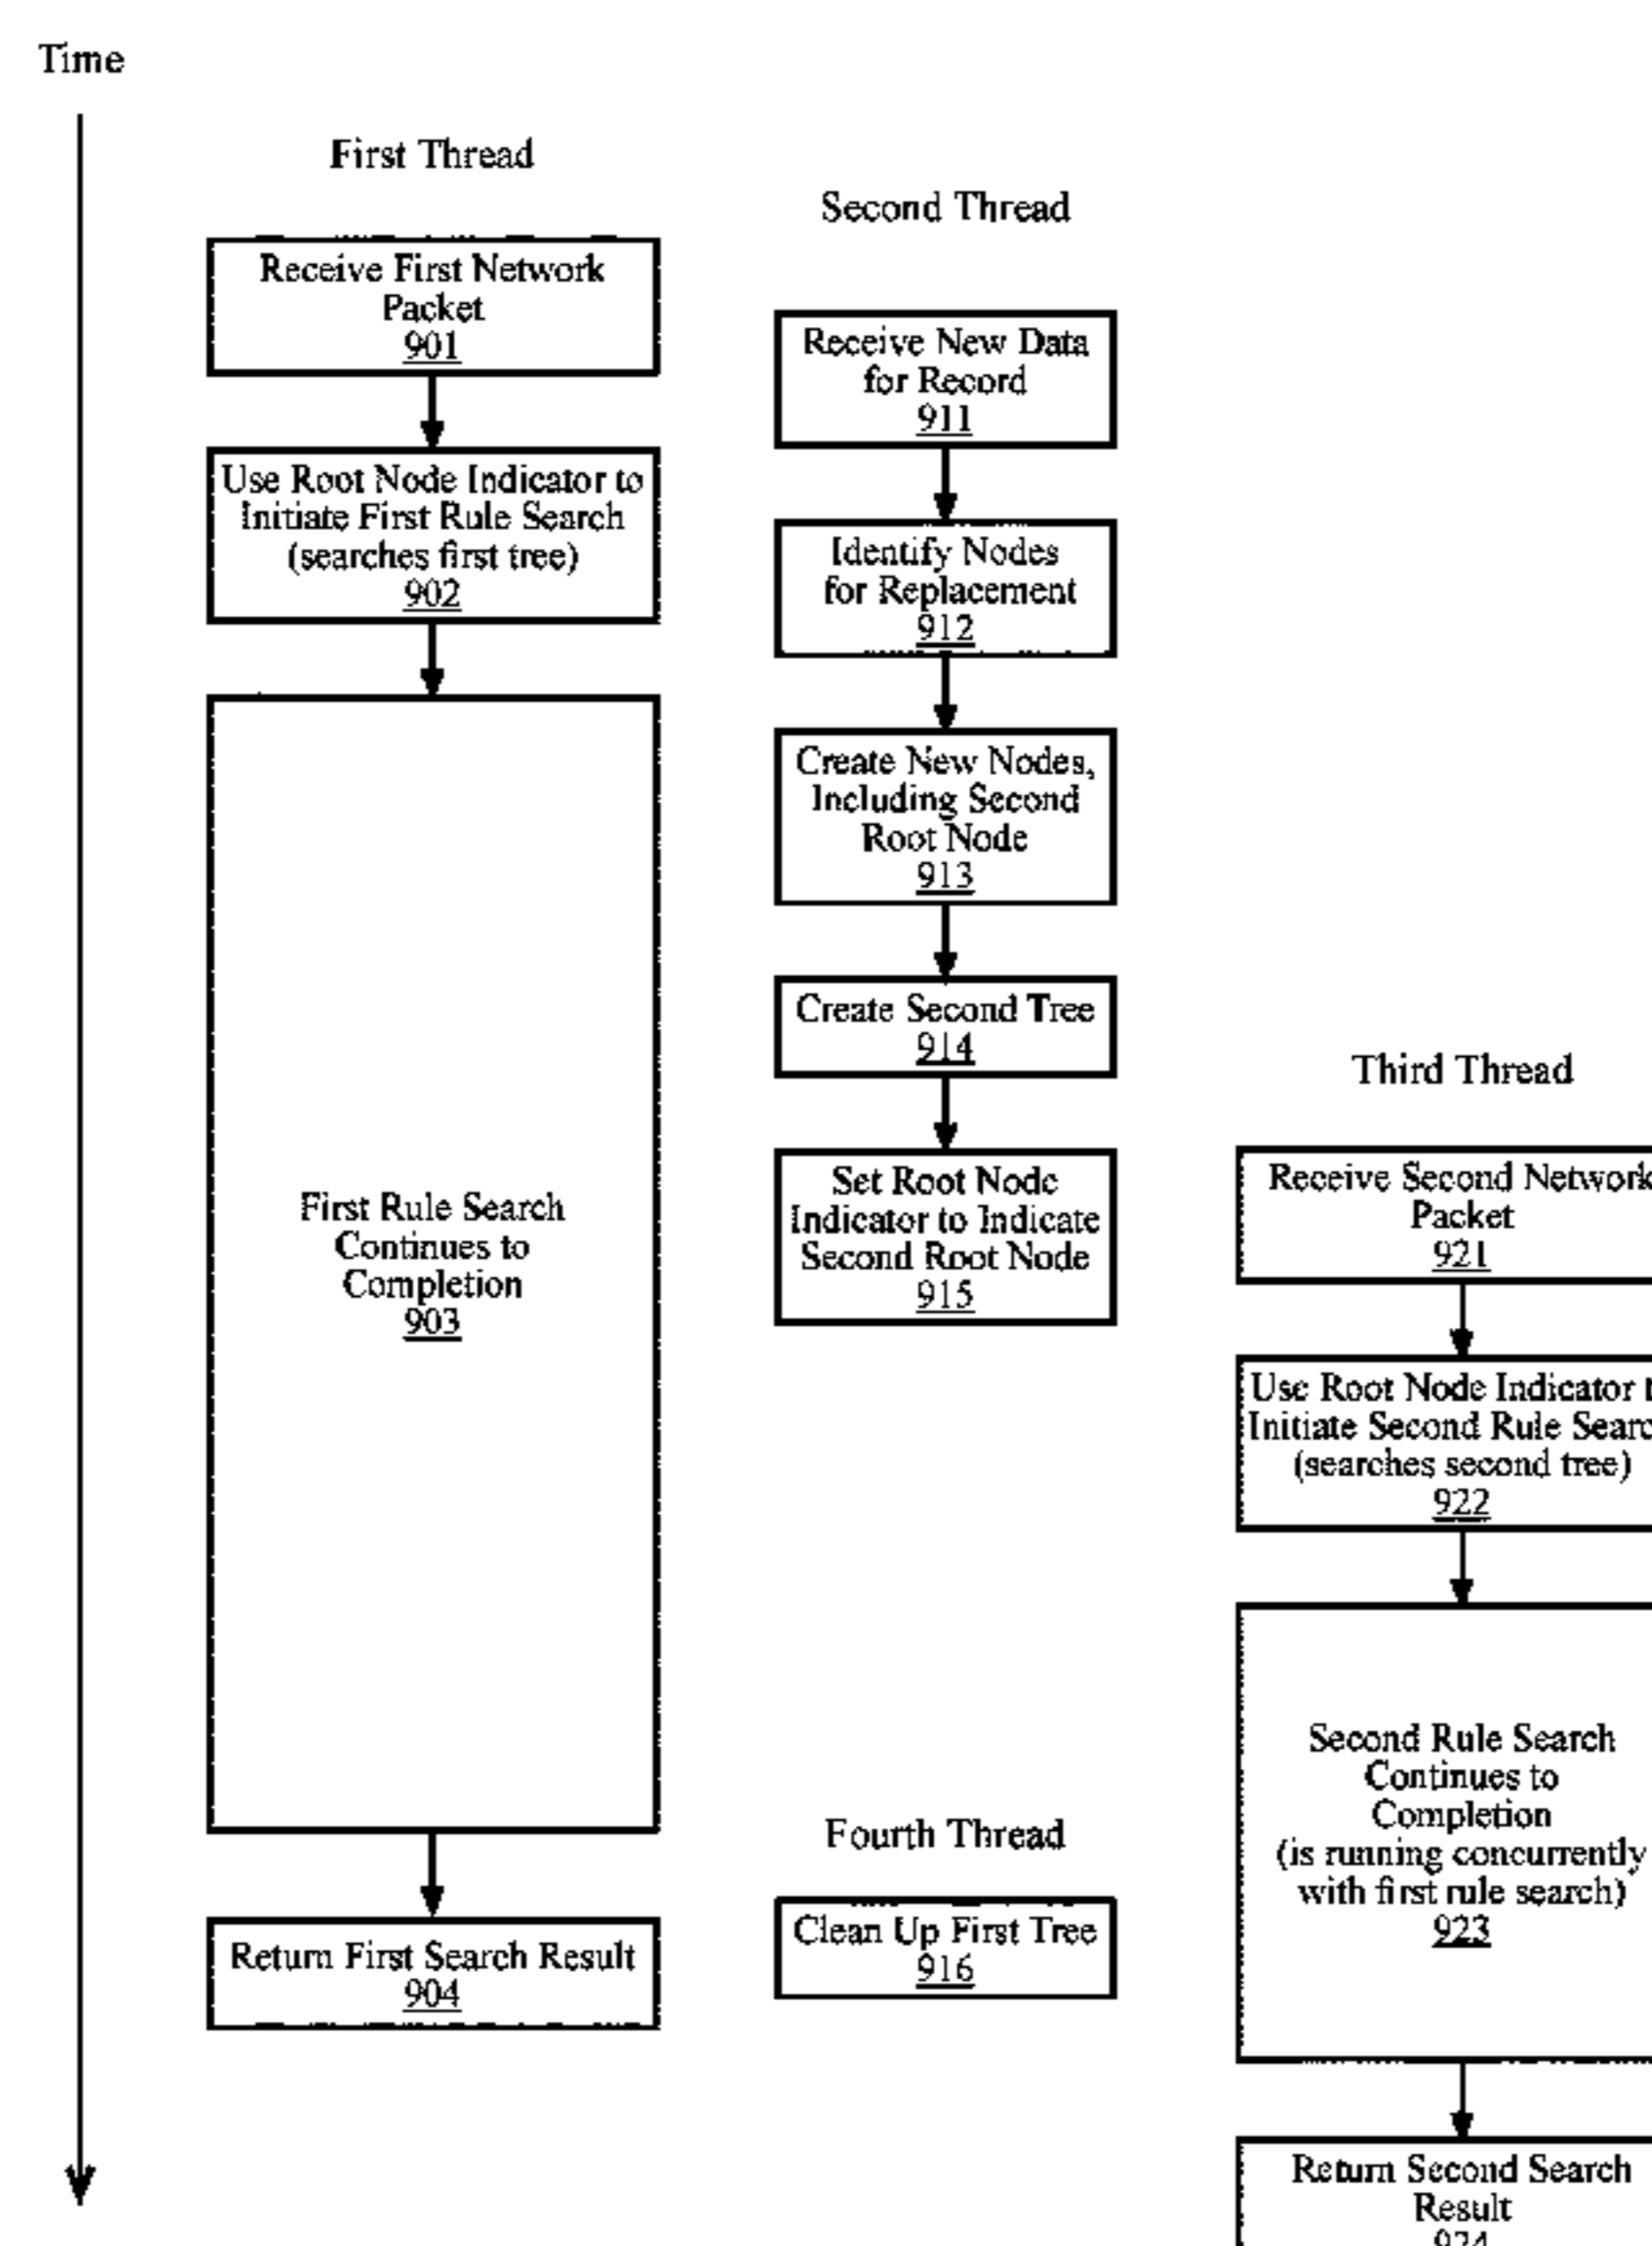 Time
First Thread
Receive First Network
Packet
901
Use Root Node Indicator to
Initiate First Rule Search
(searches first tree)
902
First Rule Search
Continues to
Completion
903
Return First Search Result
904
Second Thread
Receive New Data
for Record
911
Identify Nodes
for Replacement
912
Create New Nodes,
Including Second
Root Node
913
Create Second Tree
914
Set Root Node
Indicator to Indicate
Second Root Node
915
Fourth Thread
Clean Up First Tree
916
Third Thread
Receive Second Network
Packet
921
Use Root Node Indicator
Initiate Second Rule
(searches second tree)
922
Second Rule Search
Continues to
Completion
(is running concurrently
with first rule search)
923
Return Second Search
Result